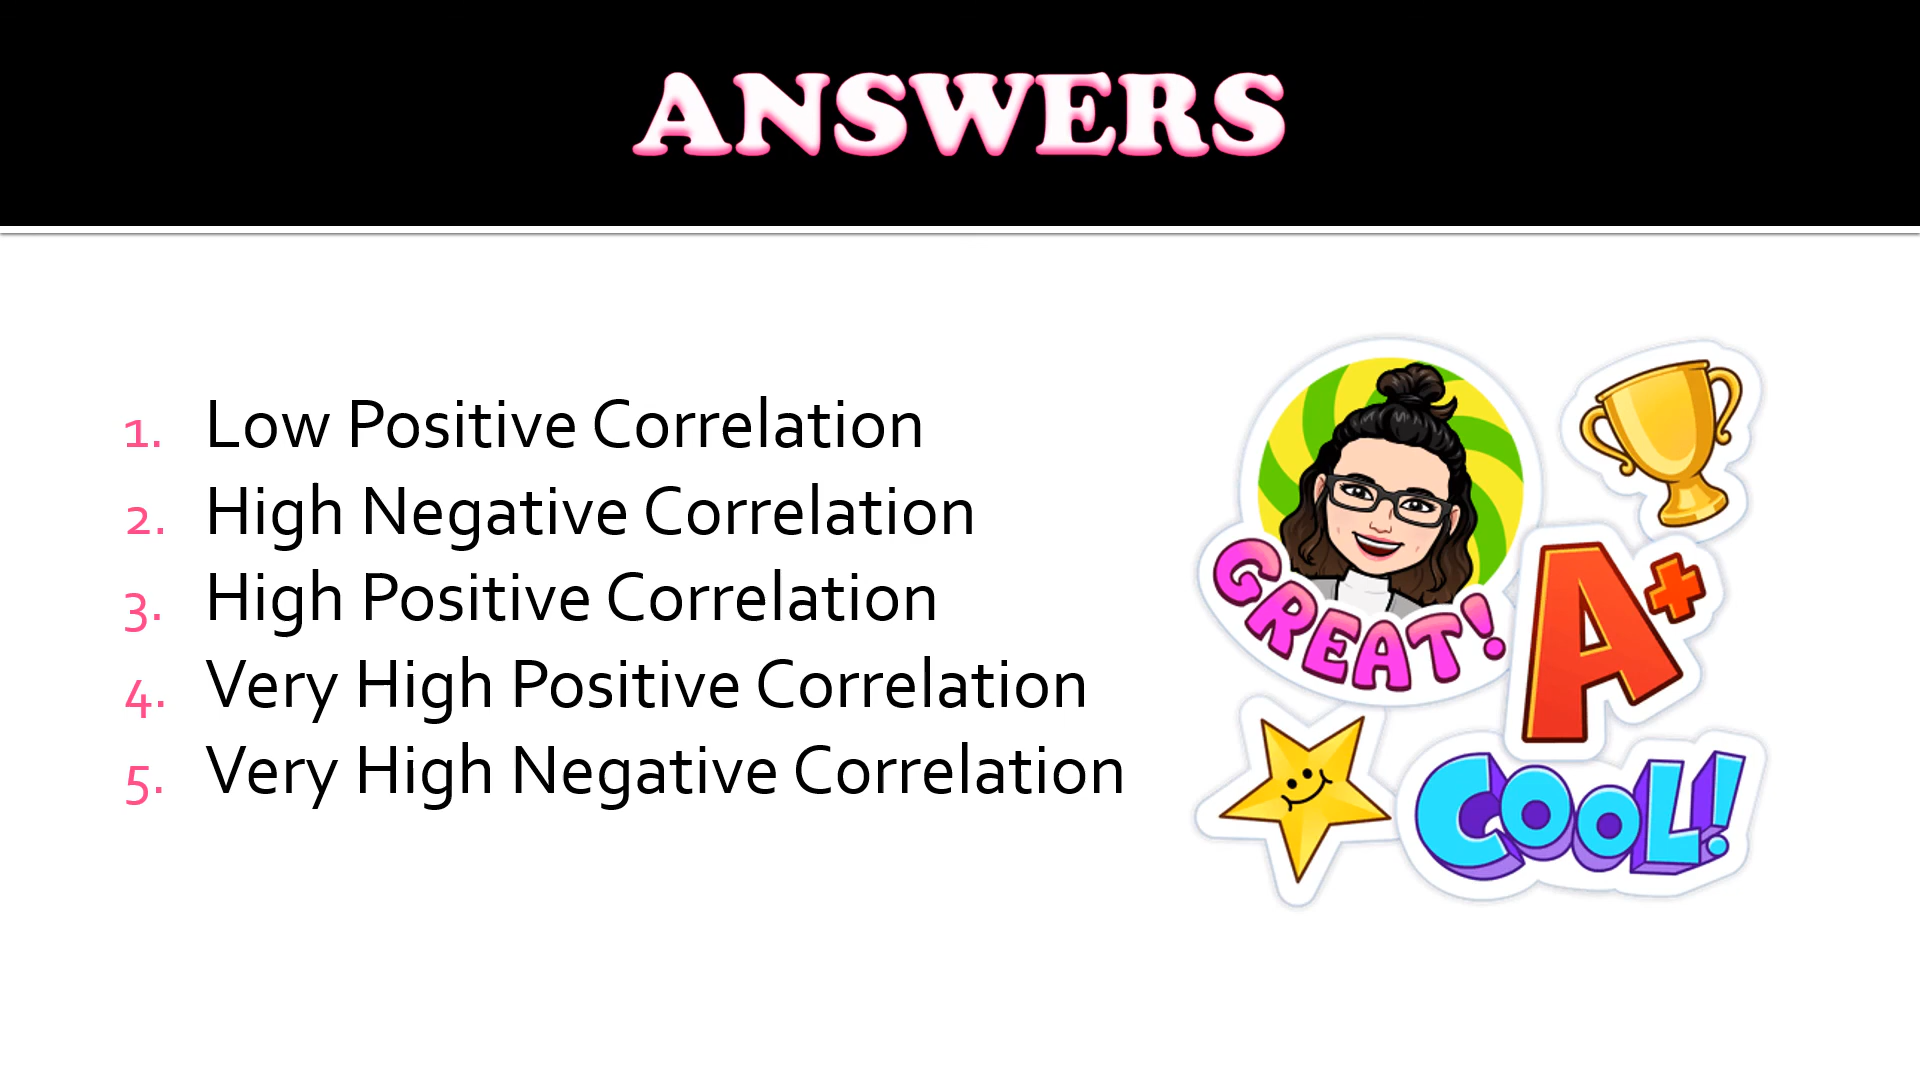 ANSWERS
1. Low Positive Correlation
2. High Negative Correlation
3. High Positive Correlation
4. Very High Positive Correlation
5. Very High Negative Correlation
GREAT!
A+
COOL!